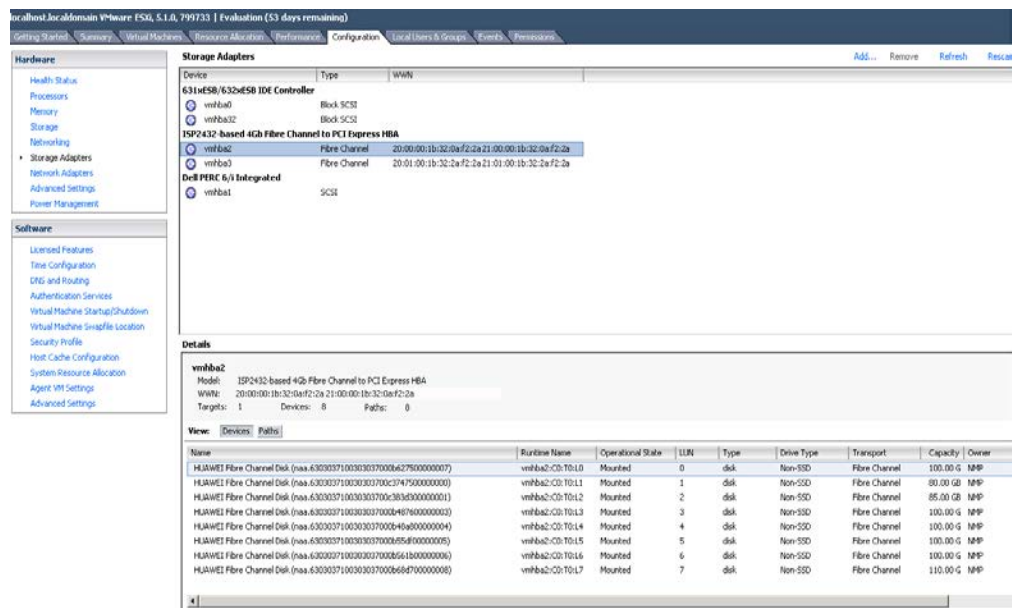 localhost.localdomain VMware ESXi, 5.1.0, 799733 | Evaluation (53 days remaining)
Getting Started Summary Virtual Machines Resource Allocation Performance Configuration Local Users & Groups Events Permissions
Hardware
Health Status
Processors
Memory
Storage
Networking
Storage Adapters
Network Adapters
Advanced Settings
Power Management
Software
Licensed Features
Time Configuration
DNS and Routing
Authentication Services
Virtual Machine Startup/Shutdown
Virtual Machine Swapfile Location
Security Profile
Host Cache Configuration
System Resource Allocation
Agent VM Settings
Advanced Settings
Storage Adapters Add... Remove Refresh Rescan
Device Type WWN
631xESB/632xESB IDE Controller
vmhba0 Block SCSI
vmhba32 Block SCSI
ISP2432-based 4Gb Fibre Channel to PCI Express HBA
vmhba2 Fibre Channel 20:00:00:1b:32:0a:f2:2a 21:00:00:1b:32:0a:f2:2a
vmhba3 Fibre Channel 20:01:00:1b:32:2a:f2:2a 21:01:00:1b:32:2a:f2:2a
Dell PERC 6/i Integrated
vmhba1 SCSI
Details
vmhba2
Model: ISP2432-based 4Gb Fibre Channel to PCI Express HBA
WWN: 20:00:00:1b:32:0a:f2:2a 21:00:00:1b:32:0a:f2:2a
Targets: 1 Devices: 8 Paths: 8
View: Devices Paths
Name Runtime Name Operational State LUN Type Drive Type Transport Capacity Owner
HUAWEI Fibre Channel Disk vmhba2:C0:T0:L0 Mounted 0 disk Non-SSD Fibre Channel 100.00 G NMP
HUAWEI Fibre Channel Disk vmhba2:C0:T0:L1 Mounted 1 disk Non-SSD Fibre Channel 80.00 GB NMP
HUAWEI Fibre Channel Disk vmhba2:C0:T0:L2 Mounted 2 disk Non-SSD Fibre Channel 85.00 GB NMP
HUAWEI Fibre Channel Disk vmhba2:C0:T0:L3 Mounted 3 disk Non-SSD Fibre Channel 100.00 G NMP
HUAWEI Fibre Channel Disk vmhba2:C0:T0:L4 Mounted 4 disk Non-SSD Fibre Channel 100.00 G NMP
HUAWEI Fibre Channel Disk vmhba2:C0:T0:L5 Mounted 5 disk Non-SSD Fibre Channel 100.00 G NMP
HUAWEI Fibre Channel Disk vmhba2:C0:T0:L6 Mounted 6 disk Non-SSD Fibre Channel 100.00 G NMP
HUAWEI Fibre Channel Disk vmhba2:C0:T0:L7 Mounted 7 disk Non-SSD Fibre Channel 110.00 G NMP